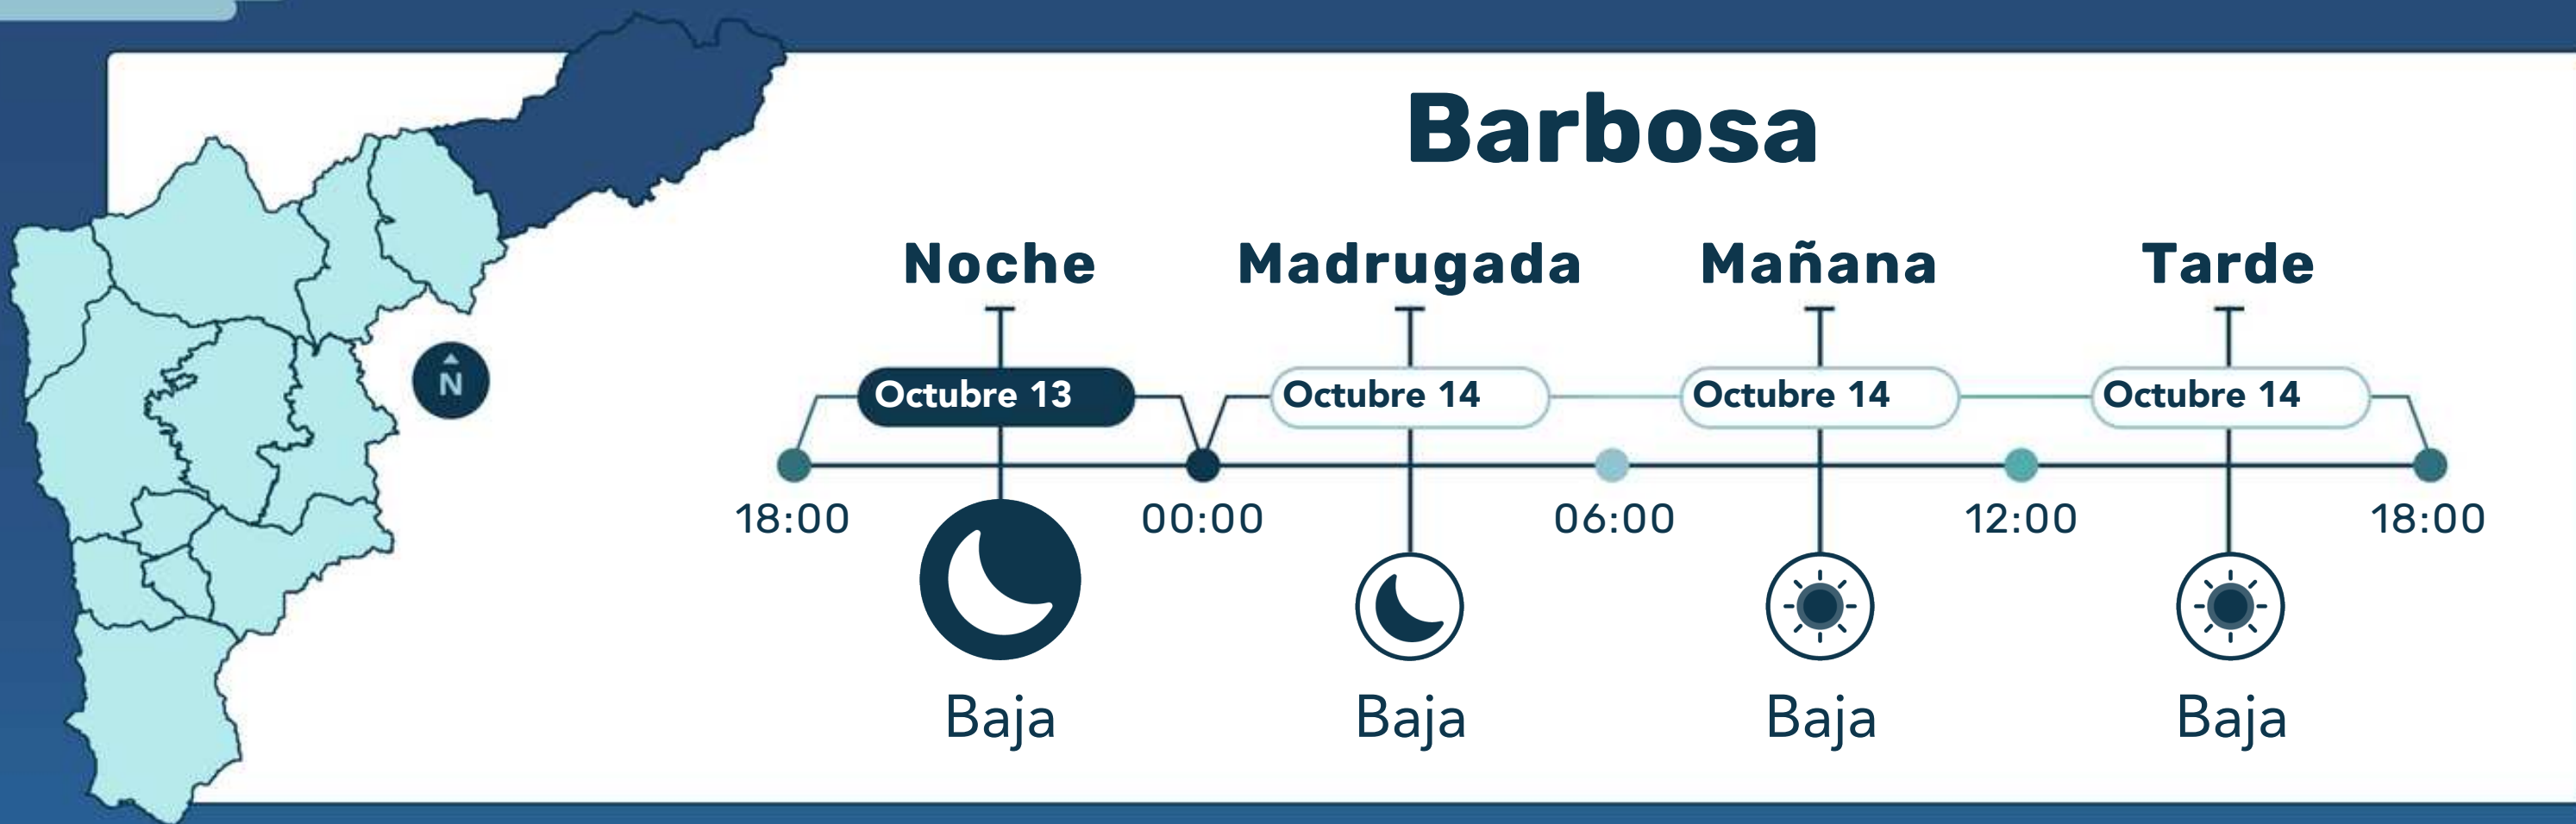 Barbosa
Noche Madrugada Mañana Tarde
Octubre 13 Octubre 14 Octubre 14 Octubre 14
N
18:00 00:00 06:00 12:00 18:00
Baja Baja Baja Baja